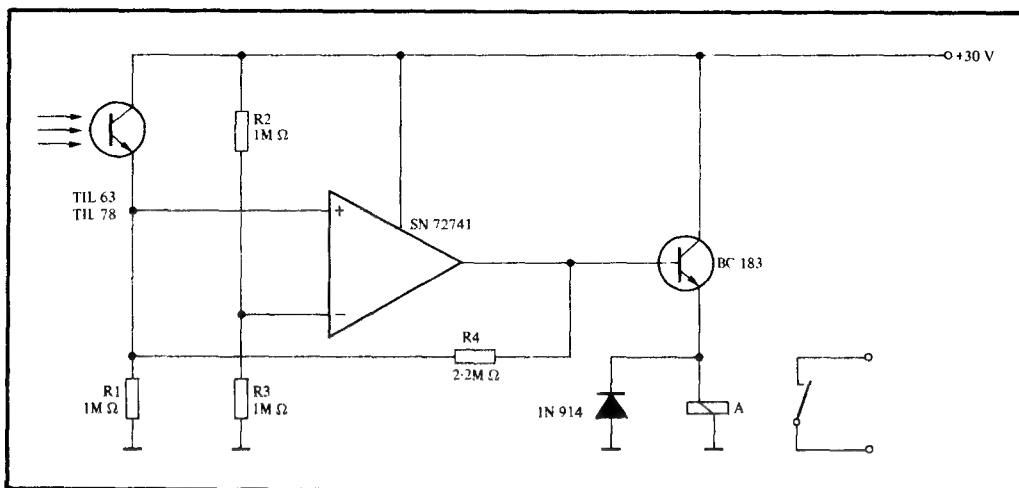 +30 V
R2
1M Ω
TIL 63
TIL 78
+
SN 72741
BC 183
−
R4
2·2M Ω
R1
1M Ω
R3
1M Ω
1N 914
A